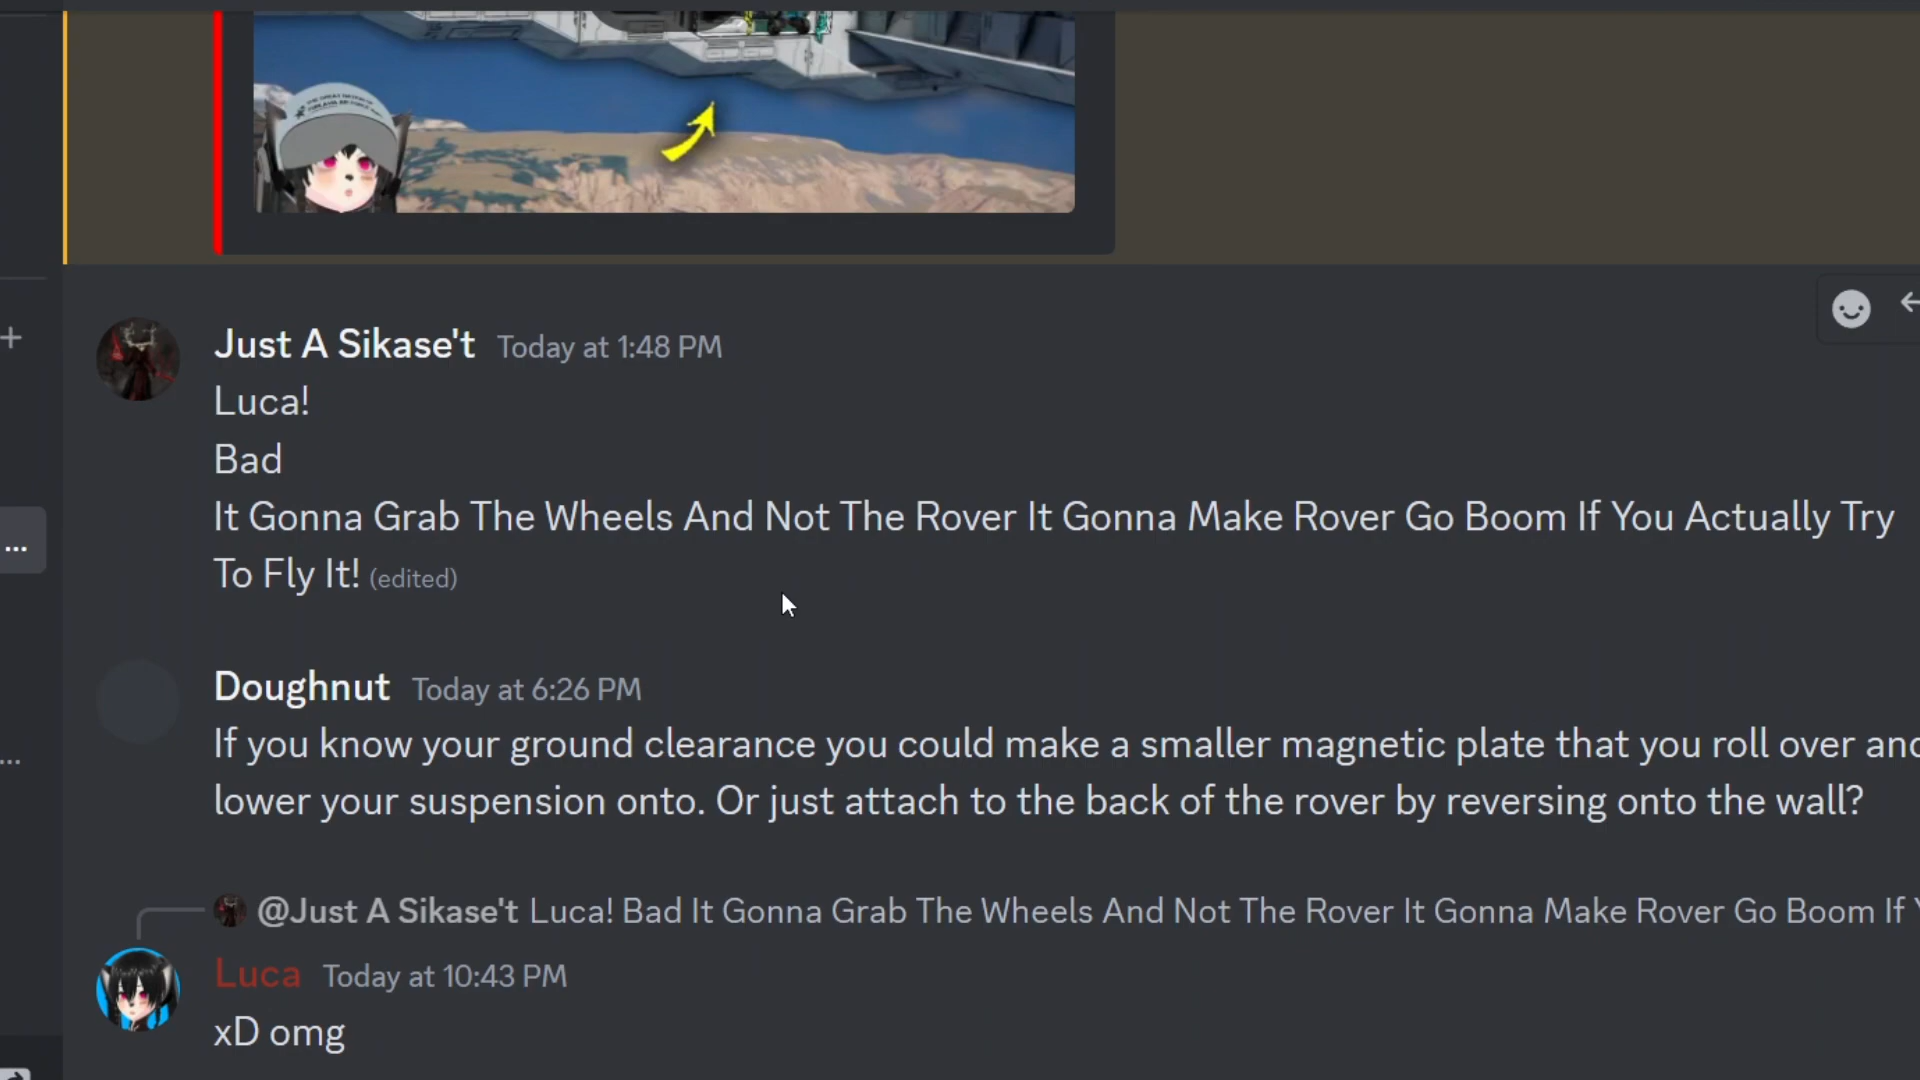 Just A Sikase't Today at 1:48 PM
Luca!
Bad
It Gonna Grab The Wheels And Not The Rover It Gonna Make Rover Go Boom If You Actually Try
To Fly It! (edited)
Doughnut Today at 6:26 PM
If you know your ground clearance you could make a smaller magnetic plate that you roll over
lower your suspension onto. Or just attach to the back of the rover by reversing onto the wall?
@Just A Sikase't Luca! Bad It Gonna Grab The Wheels And Not The Rover It Gonna Make Rover Go Boom If
Luca Today at 10:43 PM
xD omg